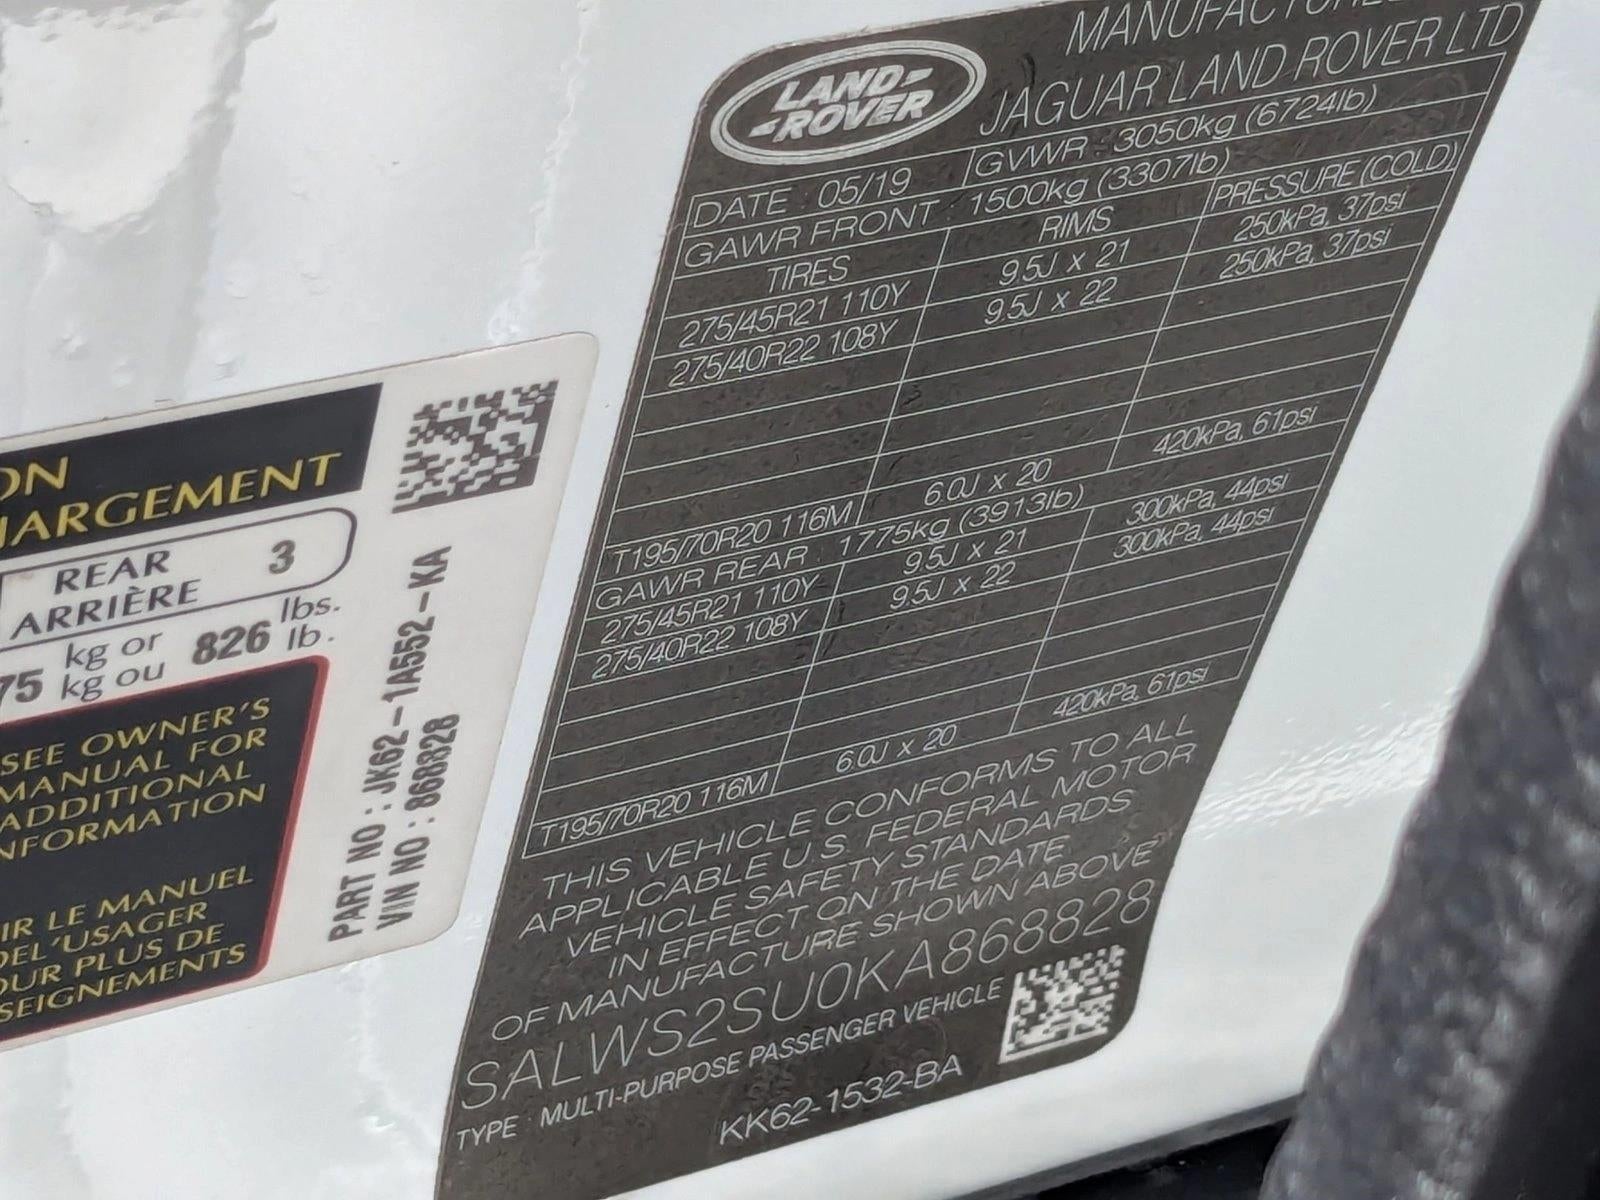 ON
HARGEMENT
REAR 3
ARRIÈRE
75 kg or 826 lbs.
kg ou lb.
SEE OWNER'S
MANUAL FOR
ADDITIONAL
INFORMATION
IR LE MANUEL
DEL'USAGER
OUR PLUS DE
SEIGNEMENTS
PART NO : JK62-1A552-KA
VIN NO : 868828
LAND-
-ROVER
JAGUAR LAND ROVER LTD
DATE : 05/19 GVWR : 3050kg (6724lb)
GAWR FRONT : 1500kg (3307lb)
TIRES RIMS PRESSURE (COLD)
275/45R21 110Y 9.5J x 21 250kPa, 37psi
275/40R22 108Y 9.5J x 22 250kPa, 37psi
T195/70R20 116M 6.0J x 20 420kPa, 61psi
GAWR REAR : 1775kg (3913lb)
275/45R21 110Y 9.5J x 21 300kPa, 44psi
275/40R22 108Y 9.5J x 22 300kPa, 44psi
T195/70R20 116M 6.0J x 20 420kPa, 61psi
THIS VEHICLE CONFORMS TO ALL
APPLICABLE U.S. FEDERAL MOTOR
VEHICLE SAFETY STANDARDS
IN EFFECT ON THE DATE
OF MANUFACTURE SHOWN ABOVE
SALWS2SU0KA868828
TYPE : MULTI-PURPOSE PASSENGER VEHICLE
KK62-1532-BA